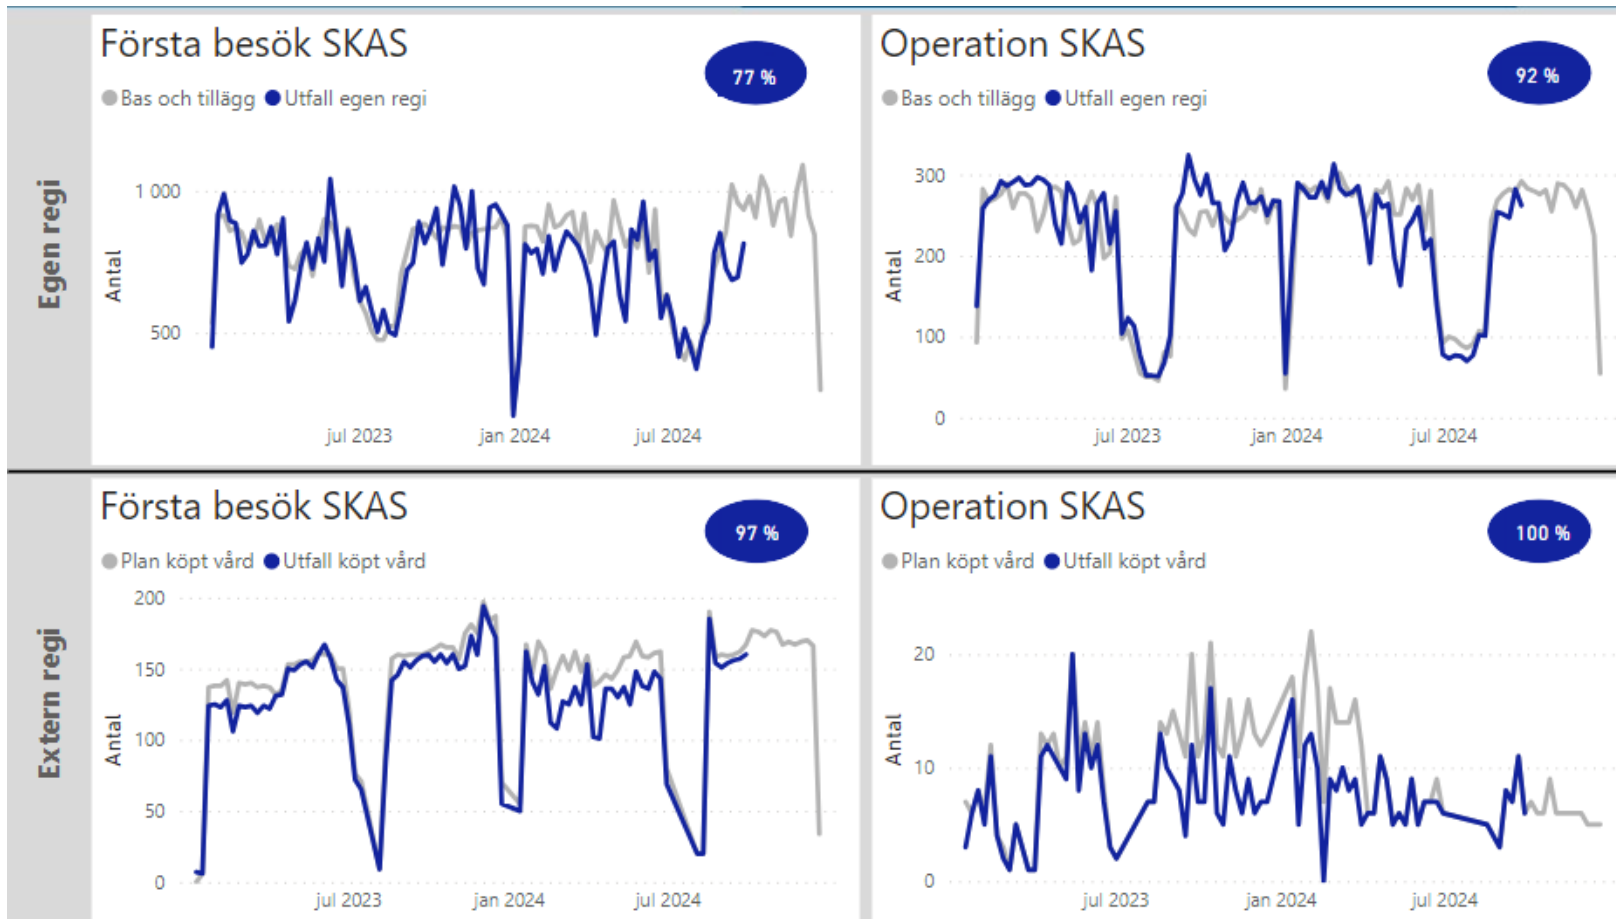 Egen regi
Första besök SKAS
77 %
Bas och tillägg Utfall egen regi
Antal
1 000
500
jul 2023 jan 2024 jul 2024
Operation SKAS
92 %
Bas och tillägg Utfall egen regi
Antal
300
200
100
0
jul 2023 jan 2024 jul 2024
Extern regi
Första besök SKAS
97 %
Plan köpt vård Utfall köpt vård
Antal
200
150
100
50
0
jul 2023 jan 2024 jul 2024
Operation SKAS
100 %
Plan köpt vård Utfall köpt vård
Antal
20
10
0
jul 2023 jan 2024 jul 2024